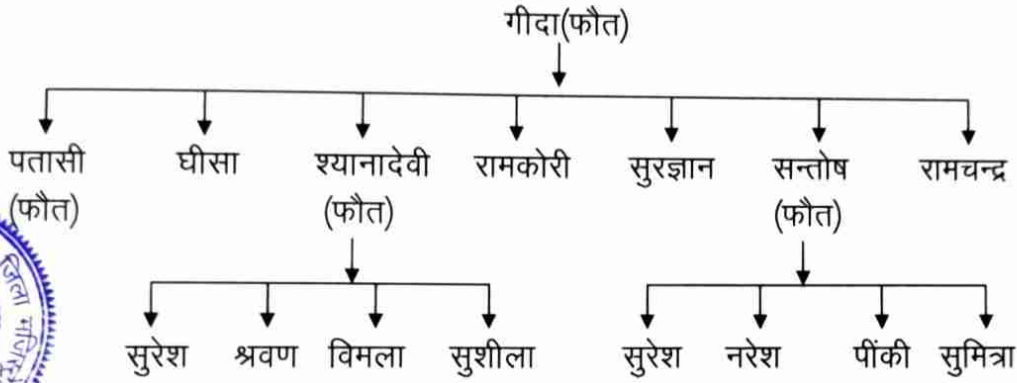 गीदा(फौत)
पतासी घीसा श्यानादेवी रामकोरी सुरज्ञान सन्तोष रामचन्द्र
(फौत) (फौत) (फौत)
सुरेश श्रवण विमला सुशीला सुरेश नरेश पींकी सुमित्रा
जिला